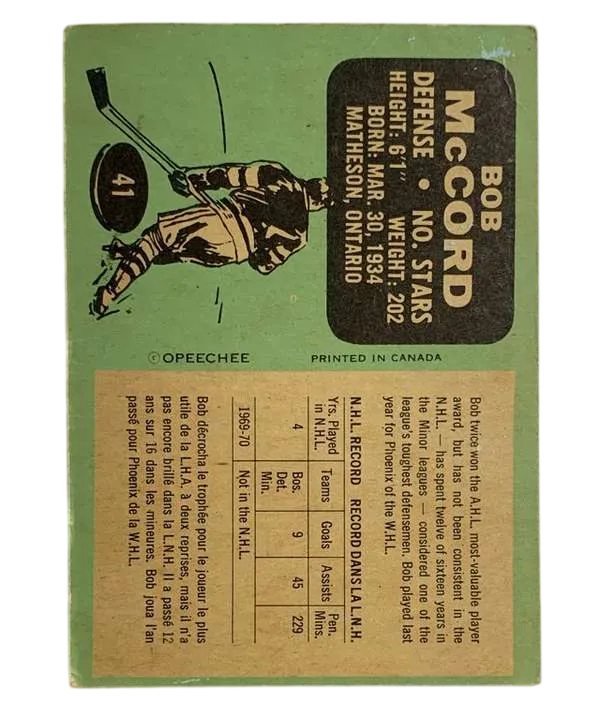 BOB
McCORD
DEFENSE • NO. STARS
HEIGHT: 6'1" WEIGHT: 202
BORN: MAR. 30, 1934
MATHESON, ONTARIO
41
© OPEECHEE PRINTED IN CANADA
Bob twice won the A.H.L. most-valuable player
award, but has not been consistent in the
N.H.L. — has spent twelve of sixteen years in
the Minor leagues — considered one of the
league's toughest defensemen. Bob played last
year for Phoenix of the W.H.L.
N.H.L. RECORD RECORD DANS LA L.N.H.
Yrs. Played in N.H.L. Teams Goals Assists Pen. Mins.
4 Bos. Det. Min. 9 45 229
1969-70 Not in the N.H.L.
Bob décrocha le trophée pour le joueur le plus
utile de la L.H.A. à deux reprises, mais il n'a
pas encore brillé dans la L.N.H. Il a passé 12
ans sur 16 dans les mineures. Bob joua l'an
passé pour Phoenix de la W.H.L.